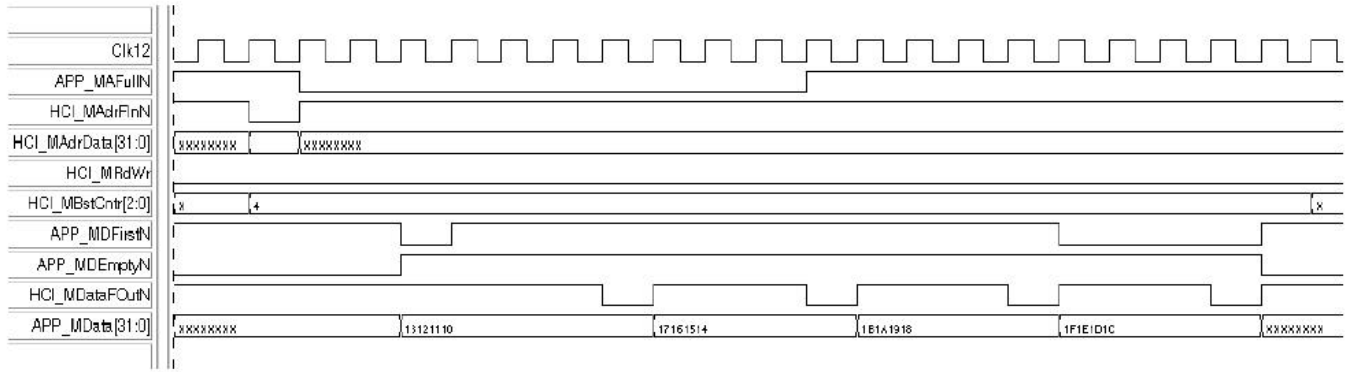 Clk12
APP_MAFullN
HCI_MAdrFInN
HCI_MAdrData[31:0] XXXXXXXX XXXXXXXX
HCI_MRdWr
HCI_MBstCntr[2:0] X 4 X
APP_MDFirstN
APP_MDEmptyN
HCI_MDataFOutN
APP_MData[31:0] XXXXXXXX 13121110 17161514 1B1A1918 1F1E1D1C XXXXXXXX